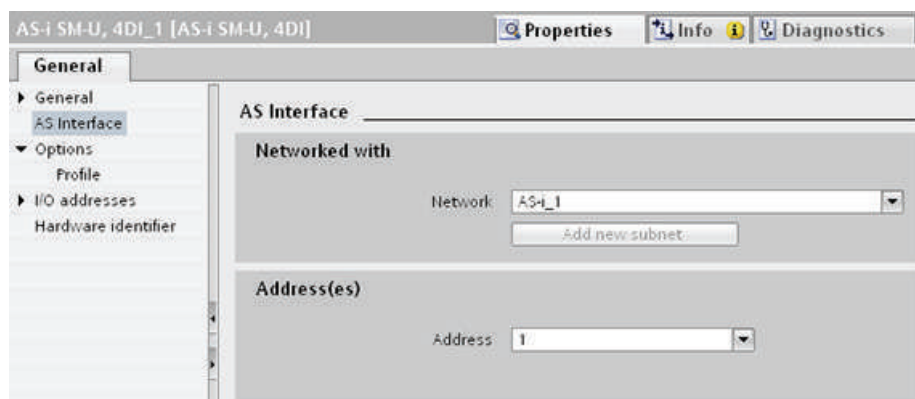 AS-i SM-U, 4DI_1 [AS-i SM-U, 4DI]
Properties
Info
Diagnostics
General
General
AS Interface
Options
Profile
I/O addresses
Hardware identifier
AS Interface
Networked with
Network AS-i_1
Add new subnet
Address(es)
Address 1